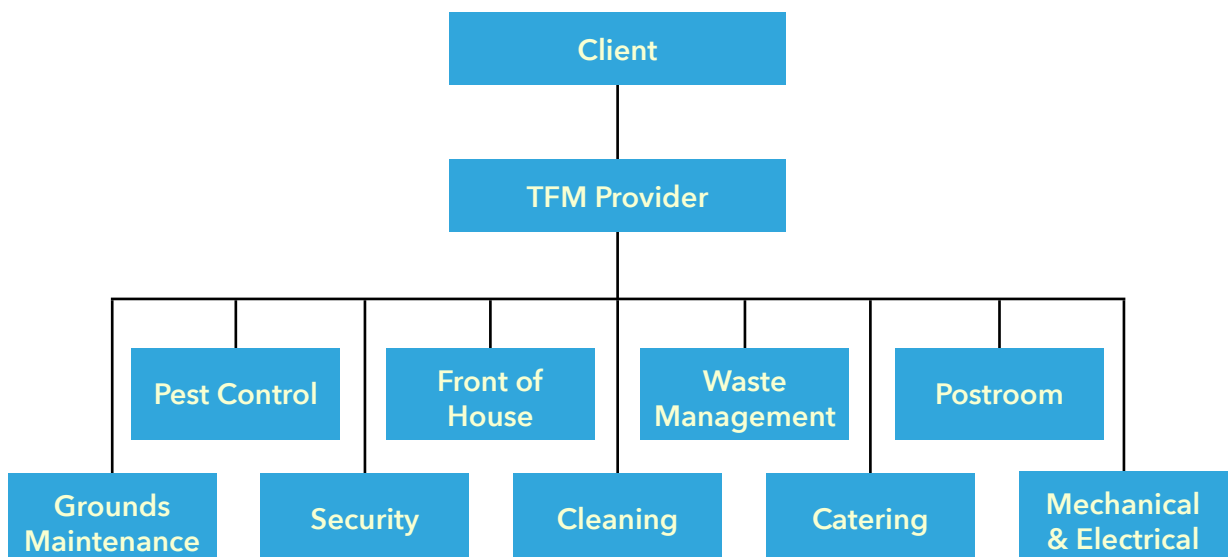 Client
TFM Provider
Pest Control
Front of
House
Waste
Management
Postroom
Grounds
Maintenance
Security
Cleaning
Catering
Mechanical
& Electrical